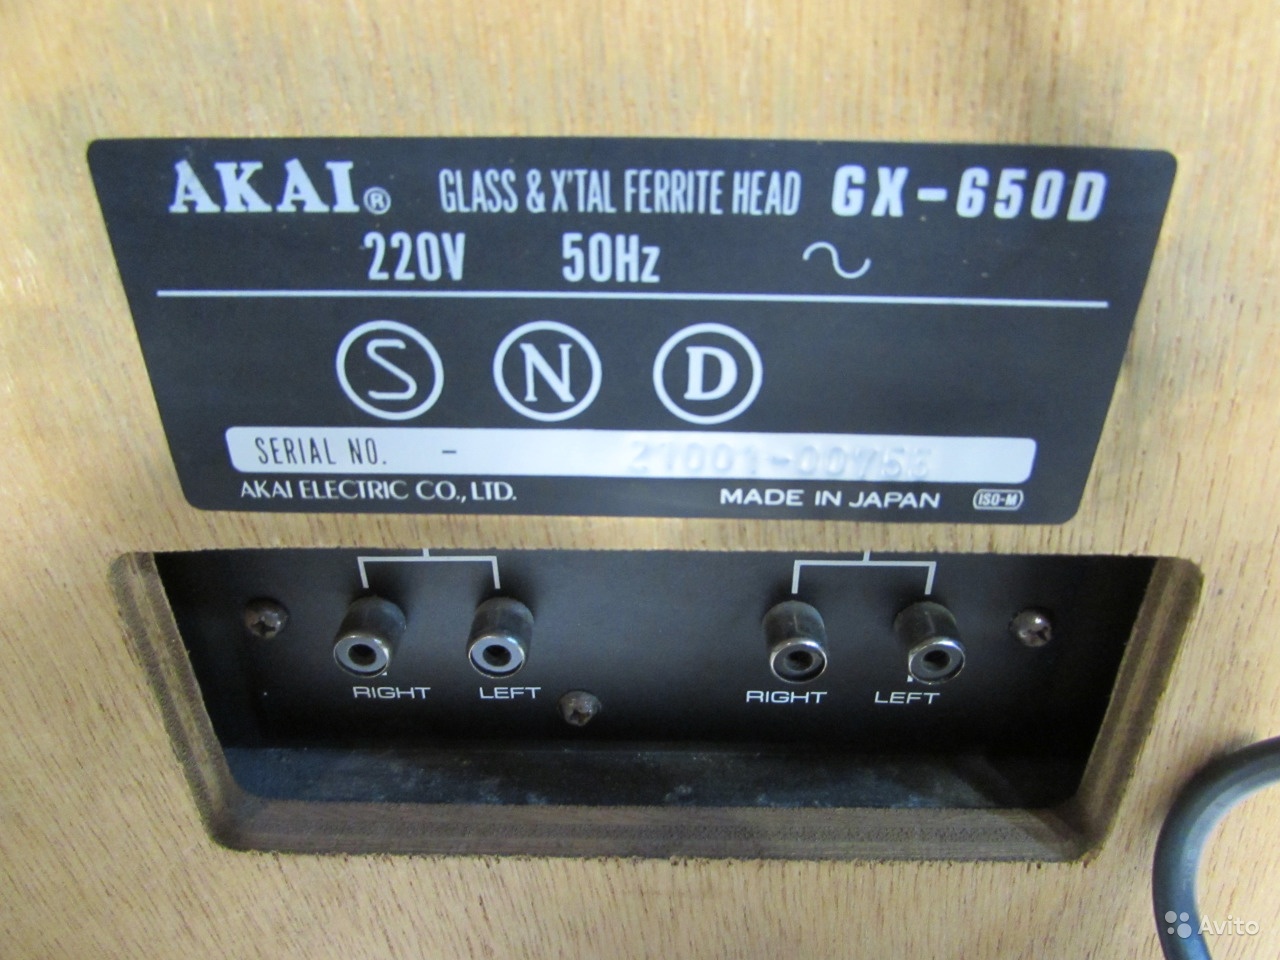 AKAI® GLASS & X'TAL FERRITE HEAD GX-650D
220V 50Hz ~
S N D
SERIAL NO. -
AKAI ELECTRIC CO., LTD. MADE IN JAPAN ISO-M
RIGHT LEFT RIGHT LEFT
Avito